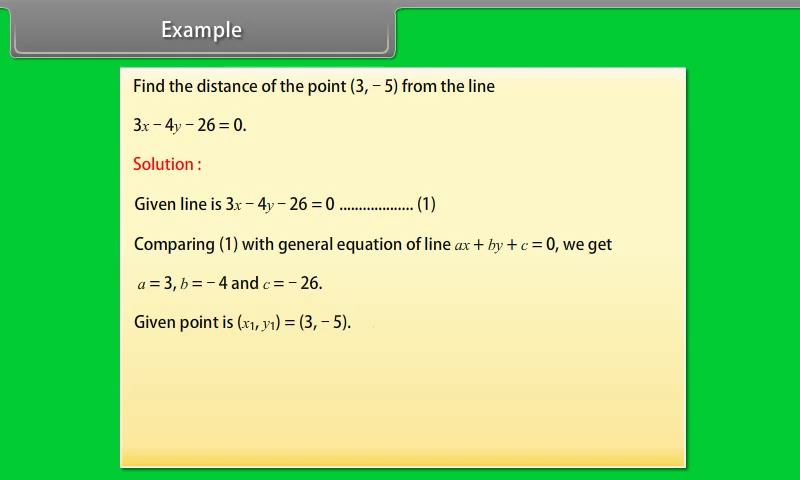 Example
Find the distance of the point (3, − 5) from the line
3x − 4y − 26 = 0.
Solution :
Given line is 3x − 4y − 26 = 0 ................... (1)
Comparing (1) with general equation of line ax + by + c = 0, we get
a = 3, b = − 4 and c = − 26.
Given point is (x₁, y₁) = (3, − 5).